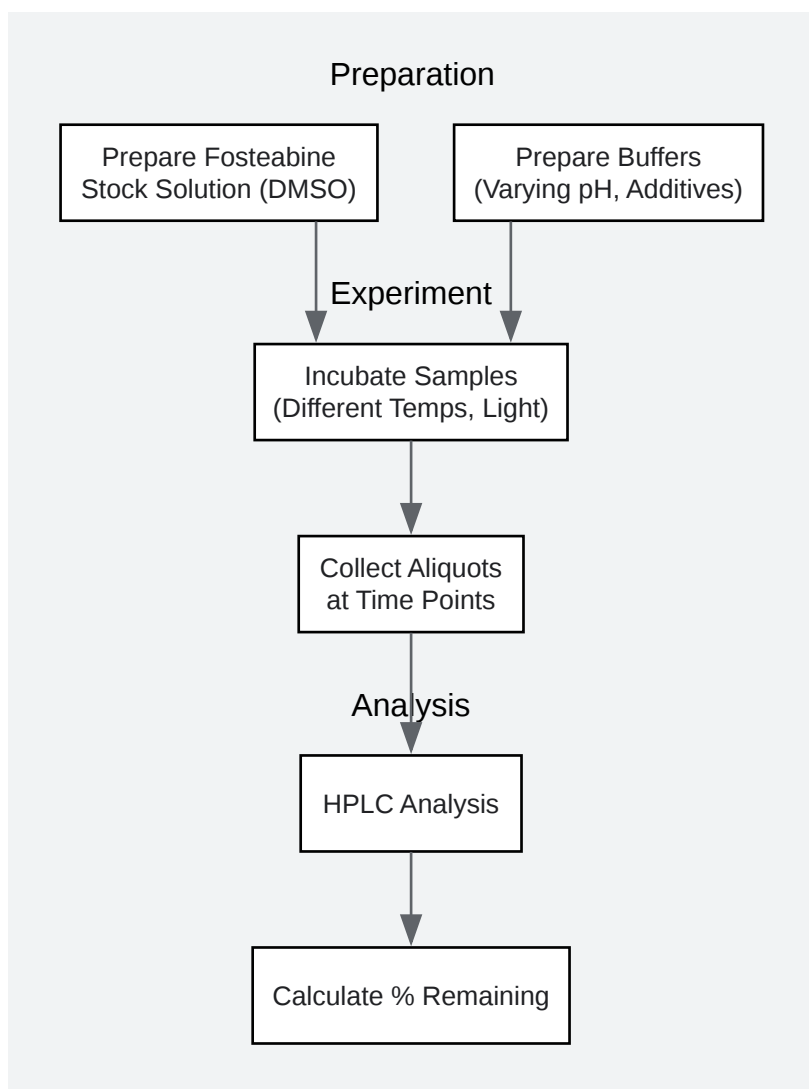 Preparation
Prepare Fosteabine
Stock Solution (DMSO)
Prepare Buffers
(Varying pH, Additives)
Experiment
Incubate Samples
(Different Temps, Light)
Collect Aliquots
at Time Points
Analysis
HPLC Analysis
Calculate % Remaining